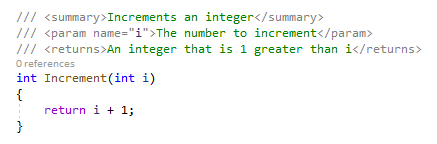 /// <summary>Increments an integer</summary>
/// <param name="i">The number to increment</param>
/// <returns>An integer that is 1 greater than i</returns>
0 references
int Increment(int i)
{
    return i + 1;
}